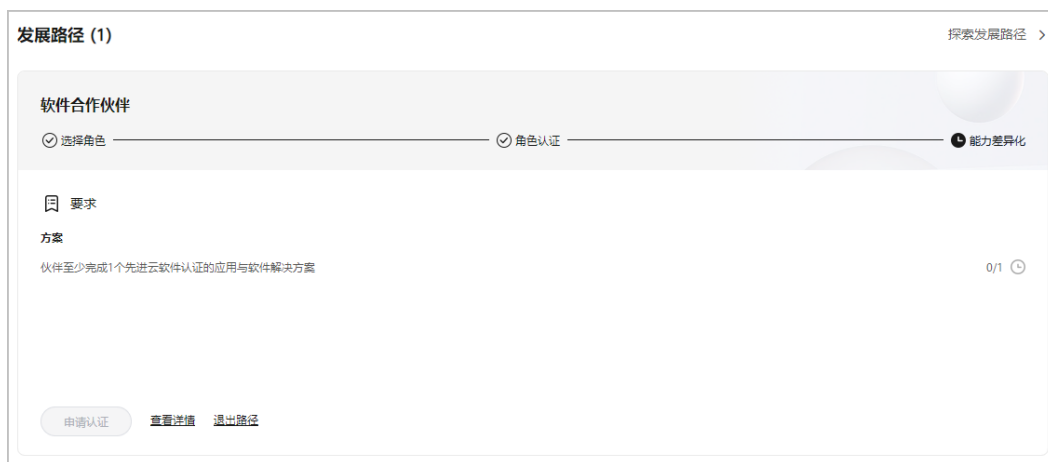 发展路径 (1)
探索发展路径
软件合作伙伴
选择角色
角色认证
能力差异化
要求
方案
伙伴至少完成1个先进云软件认证的应用与软件解决方案
0/1
申请认证
查看详情
退出路径